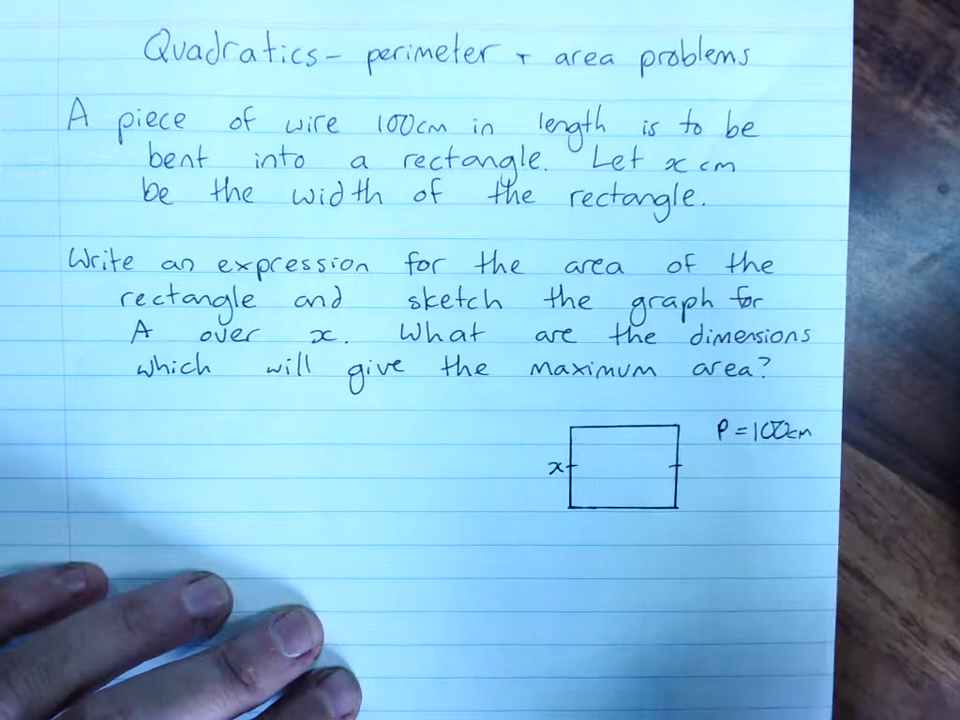 Quadratics - perimeter + area problems
A piece of wire 100cm in length is to be
bent into a rectangle. Let x cm
be the width of the rectangle.
Write an expression for the area of the
rectangle and sketch the graph for
A over x. What are the dimensions
which will give the maximum area?
P = 100cm
x